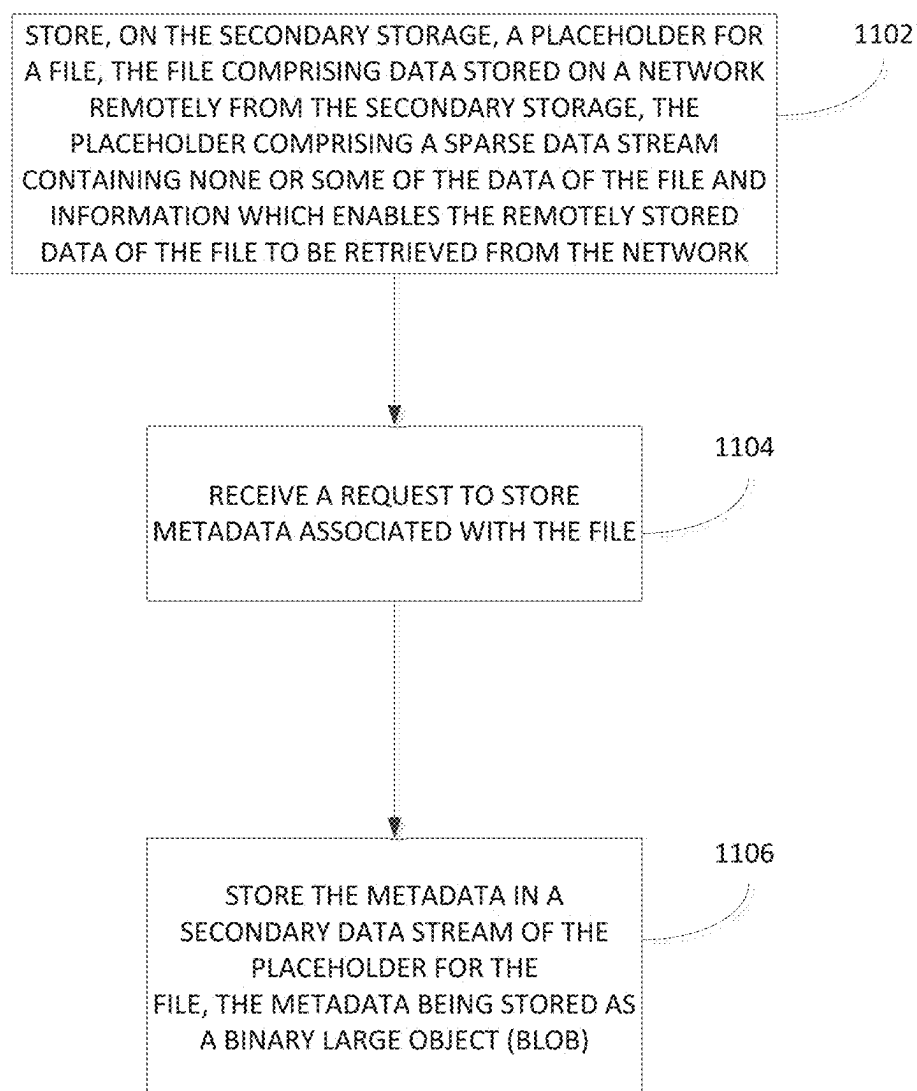 STORE, ON THE SECONDARY STORAGE, A PLACEHOLDER FOR
A FILE, THE FILE COMPRISING DATA STORED ON A NETWORK
REMOTELY FROM THE SECONDARY STORAGE, THE
PLACEHOLDER COMPRISING A SPARSE DATA STREAM
CONTAINING NONE OR SOME OF THE DATA OF THE FILE AND
INFORMATION WHICH ENABLES THE REMOTELY STORED
DATA OF THE FILE TO BE RETRIEVED FROM THE NETWORK
1102
RECEIVE A REQUEST TO STORE
METADATA ASSOCIATED WITH THE FILE
1104
STORE THE METADATA IN A
SECONDARY DATA STREAM OF THE
PLACEHOLDER FOR THE
FILE, THE METADATA BEING STORED AS
A BINARY LARGE OBJECT (BLOB)
1106